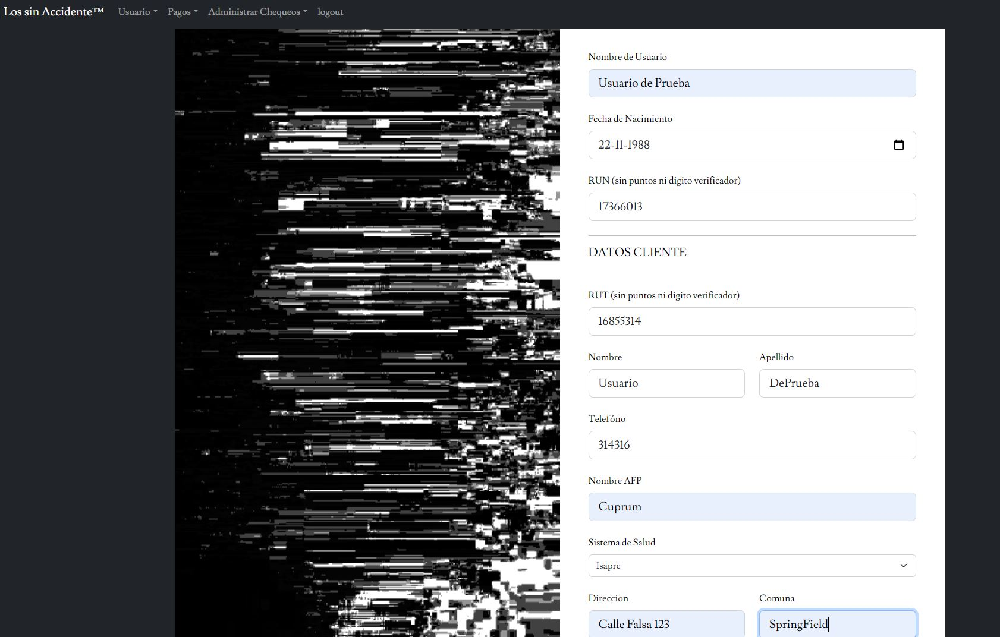 Los sin Accidente™ Usuario Pagos Administrar Chequeos logout
Nombre de Usuario
Usuario de Prueba
Fecha de Nacimiento
22-11-1988
RUN (sin puntos ni digito verificador)
17366013
DATOS CLIENTE
RUT (sin puntos ni digito verificador)
16855314
Nombre Apellido
Usuario DePrueba
Telefóno
314316
Nombre AFP
Cuprum
Sistema de Salud
Isapre
Direccion Comuna
Calle Falsa 123 SpringField